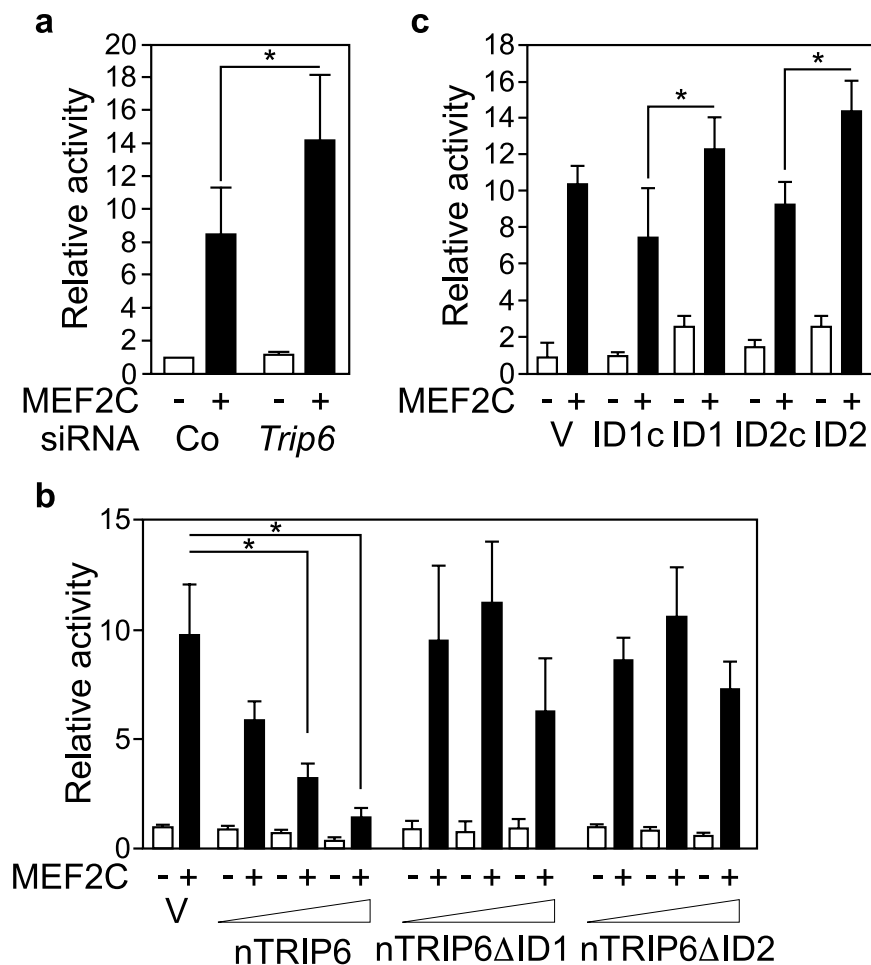 a
Relative activity
20
18
16
14
12
10
8
6
4
2
0
*
MEF2C - + - +
siRNA Co Trip6
c
Relative activity
18
16
14
12
10
8
6
4
2
0
* *
MEF2C - + - + - + - + - +
V ID1c ID1 ID2c ID2
b
Relative activity
15
10
5
0
*
*
MEF2C - + - + - + - + - + - + - + - + - + - +
V nTRIP6 nTRIP6ΔID1 nTRIP6ΔID2